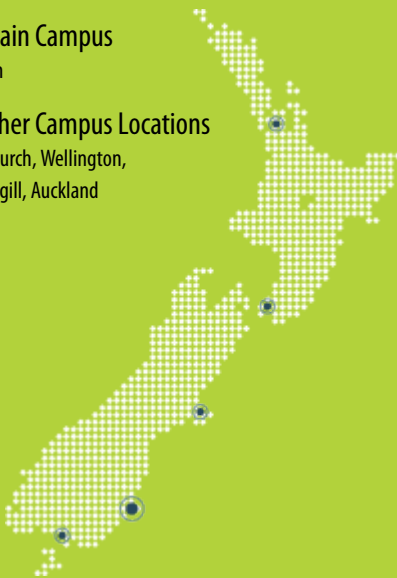 ain Campus
n
her Campus Locations
urch, Wellington,
gill, Auckland